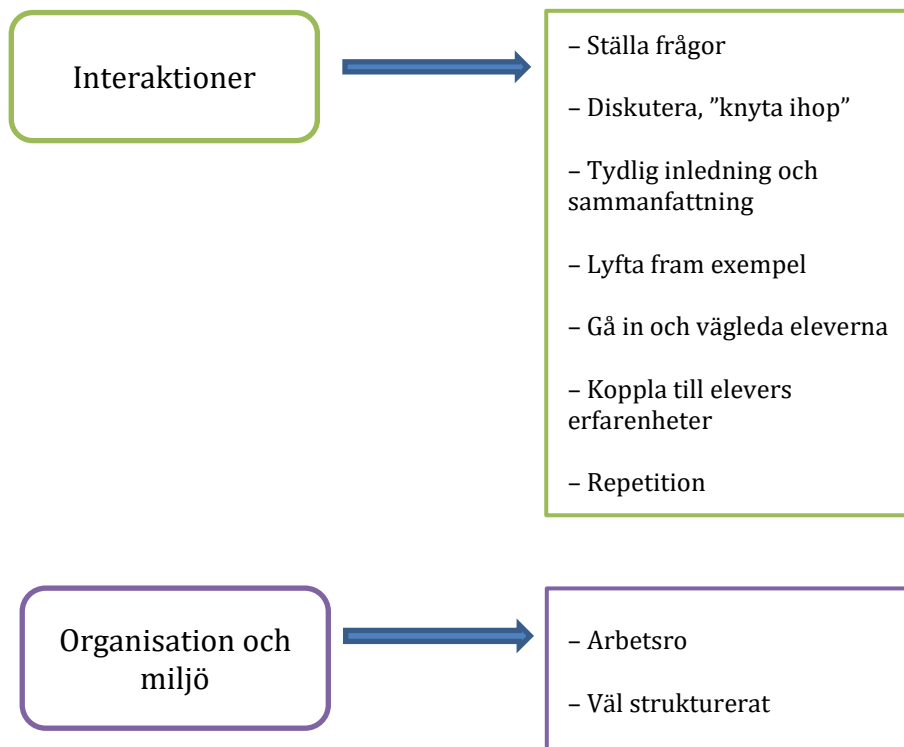 Interaktioner
– Ställa frågor
– Diskutera, ”knyta ihop”
– Tydlig inledning och
sammanfattning
– Lyfta fram exempel
– Gå in och vägleda eleverna
– Koppla till elevers
erfarenheter
– Repetition
Organisation och
miljö
– Arbetsro
– Väl strukturerat